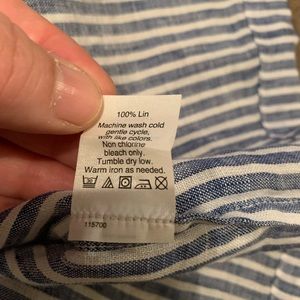 100% Lin
Machine wash cold
gentle cycle,
with like colors.
Non chlorine
bleach only.
Tumble dry low.
Warm iron as needed.
115700